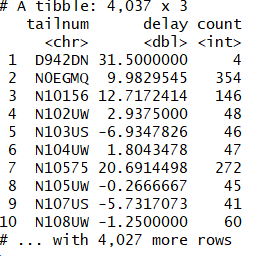 # A tibble: 4,037 x 3
tailnum delay count
<chr> <dbl> <int>
1 D942DN 31.5000000 4
2 N0EGMQ 9.9829545 354
3 N10156 12.7172414 146
4 N102UW 2.9375000 48
5 N103US -6.9347826 46
6 N104UW 1.8043478 47
7 N10575 20.6914498 272
8 N105UW -0.2666667 45
9 N107US -5.7317073 41
10 N108UW -1.2500000 60
# ... with 4,027 more rows